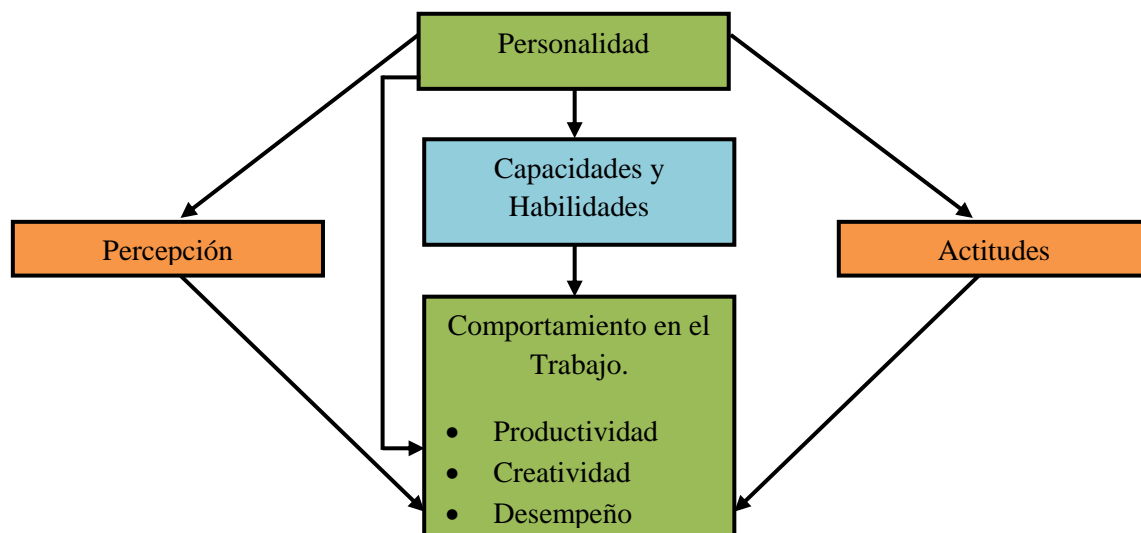 Personalidad
Capacidades y
Habilidades
Percepción
Actitudes
Comportamiento en el
Trabajo.
• Productividad
• Creatividad
• Desempeño